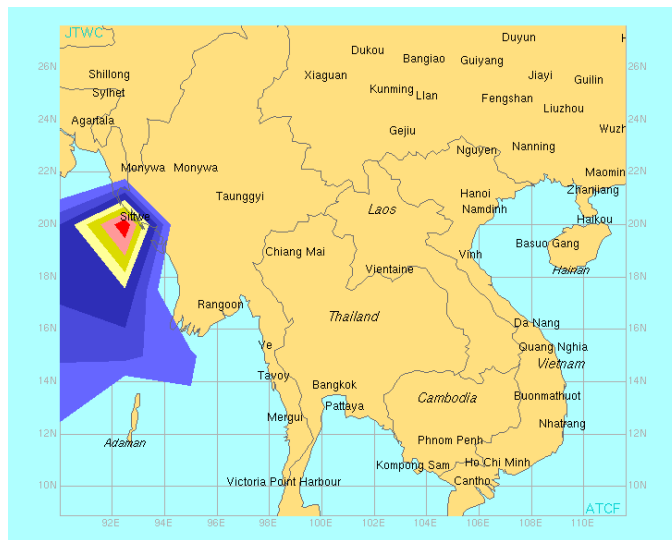 JTWC
Duyun
H
Dukou
Bangiao
Guiyang
26N
26N
Shillong
Xiaguan
Jiayi
Guilin
Sylhet
Kunming
LIan
Fengshan
Liuzhou
24N
24N
Agartala
Gejiu
Wuzh
Nguyen
Nanning
22N
Monywa
Monywa
22N
Maomin
Taunggyi
Hanoi
Zhanjiang
Laos
Namdinh
Sittwe
Haikou
20N
20N
Chiang Mai
Vinh
Basuo Gang
Vientaine
Hainan
18N
18N
Rangoon
Thailand
Da Nang
16N
16N
Ye
Quang Nghia
Vietnam
Tavoy
14N
14N
Bangkok
Cambodia
Buonmathuot
Pattaya
Mergui
Nhatrang
12N
Adaman
Phnom Penh
12N
Kompong Sam
Ho Chi Minh
10N
Victoria Point Harbour
Cantho
10N
ATCF
92E
94E
96E
98E
100E
102E
104E
106E
108E
110E